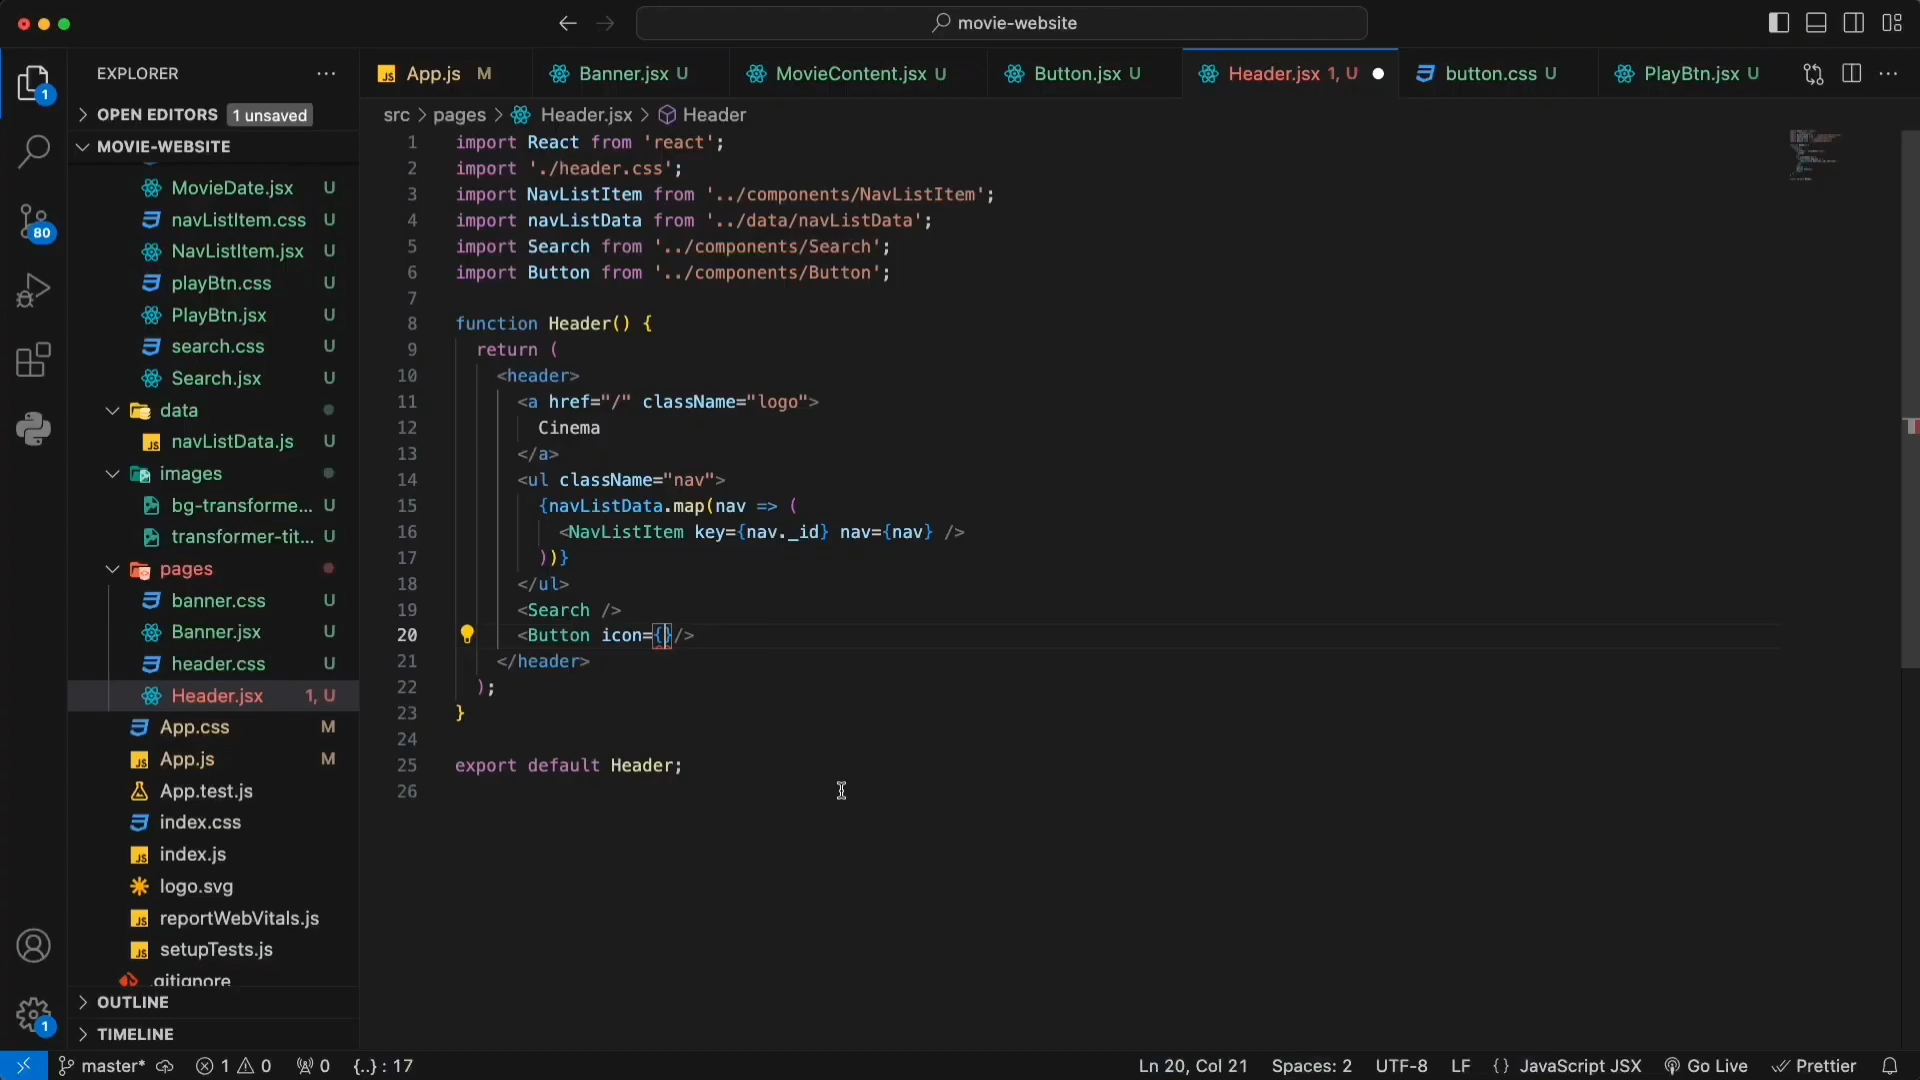 movie-website
EXPLORER
App.js M
Banner.jsx U
MovieContent.jsx U
Button.jsx U
Header.jsx 1, U
button.css U
PlayBtn.jsx U
OPEN EDITORS 1 unsaved
MOVIE-WEBSITE
MovieDate.jsx U
navListItem.css U
NavListItem.jsx U
playBtn.css U
PlayBtn.jsx U
search.css U
Search.jsx U
data
navListData.js U
images
bg-transforme... U
transformer-tit... U
pages
banner.css U
Banner.jsx U
header.css U
Header.jsx 1, U
App.css M
App.js M
App.test.js
index.css
index.js
logo.svg
reportWebVitals.js
setupTests.js
.gitignore
OUTLINE
TIMELINE
1
80
1
src > pages > Header.jsx > Header
1 import React from 'react';
2 import './header.css';
3 import NavListItem from '../components/NavListItem';
4 import navListData from '../data/navListData';
5 import Search from '../components/Search';
6 import Button from '../components/Button';
7
8 function Header() {
9 return (
10 <header>
11 <a href="/" className="logo">
12 Cinema
13 </a>
14 <ul className="nav">
15 {navListData.map(nav => (
16 <NavListItem key={nav._id} nav={nav} />
17 ))}
18 </ul>
19 <Search />
20 <Button icon={}/>
21 </header>
22 );
23 }
24
25 export default Header;
26
master* 1 0 0 {..} : 17
Ln 20, Col 21 Spaces: 2 UTF-8 LF {} JavaScript JSX Go Live Prettier